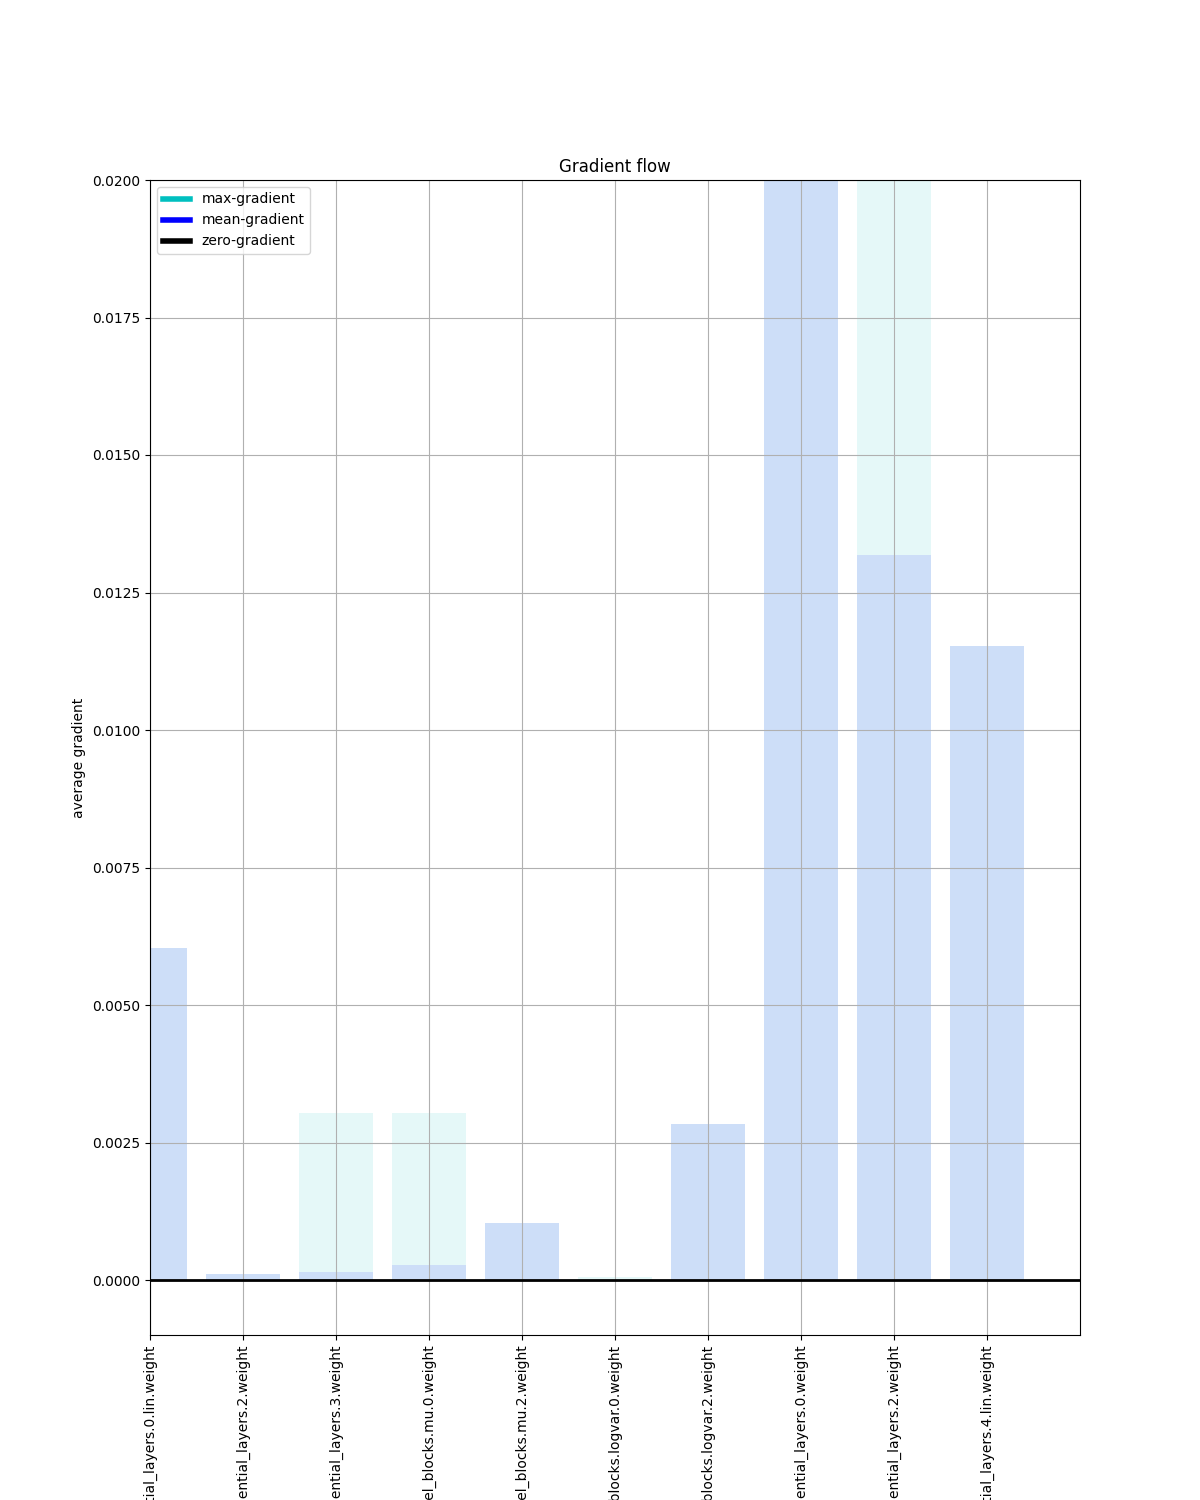 Gradient flow
max-gradient
mean-gradient
zero-gradient
0.0200
0.0175
0.0150
0.0125
0.0100
0.0075
0.0050
0.0025
0.0000
average gradient
tial_layers.0.lin.weight
ential_layers.2.weight
ential_layers.3.weight
el_blocks.mu.0.weight
el_blocks.mu.2.weight
blocks.logvar.0.weight
blocks.logvar.2.weight
ential_layers.0.weight
ential_layers.2.weight
tial_layers.4.lin.weight